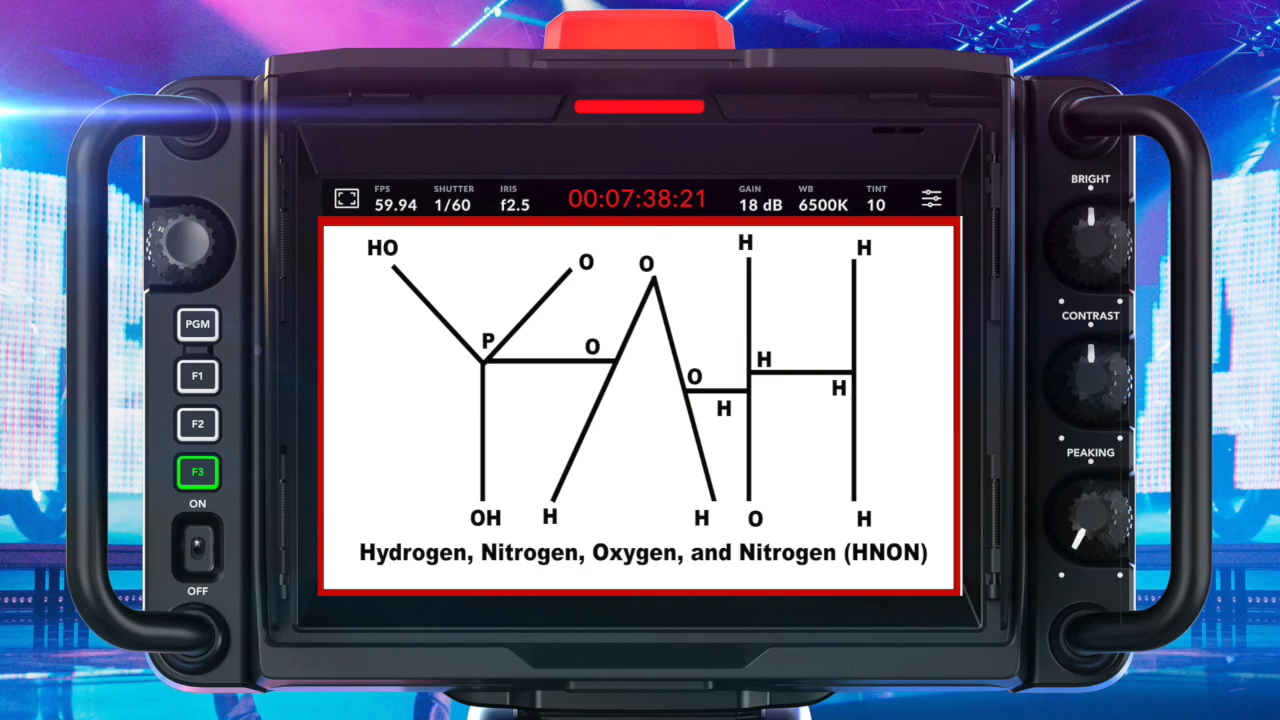 FPS SHUTTER IRIS GAIN WB TINT
59.94 1/60 f2.5 00:07:38:21 18 dB 6500K 10
BRIGHT
HO O O H H
PGM
CONTRAST
P O H
F1
O H
H
F2
PEAKING
F3
ON
OH H H O H
Hydrogen, Nitrogen, Oxygen, and Nitrogen (HNON)
OFF